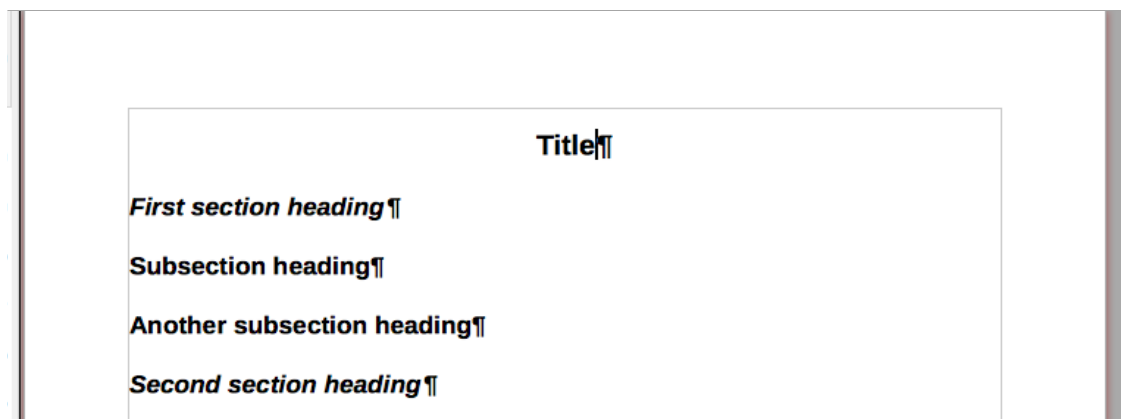 Title¶
First section heading¶
Subsection heading¶
Another subsection heading¶
Second section heading¶